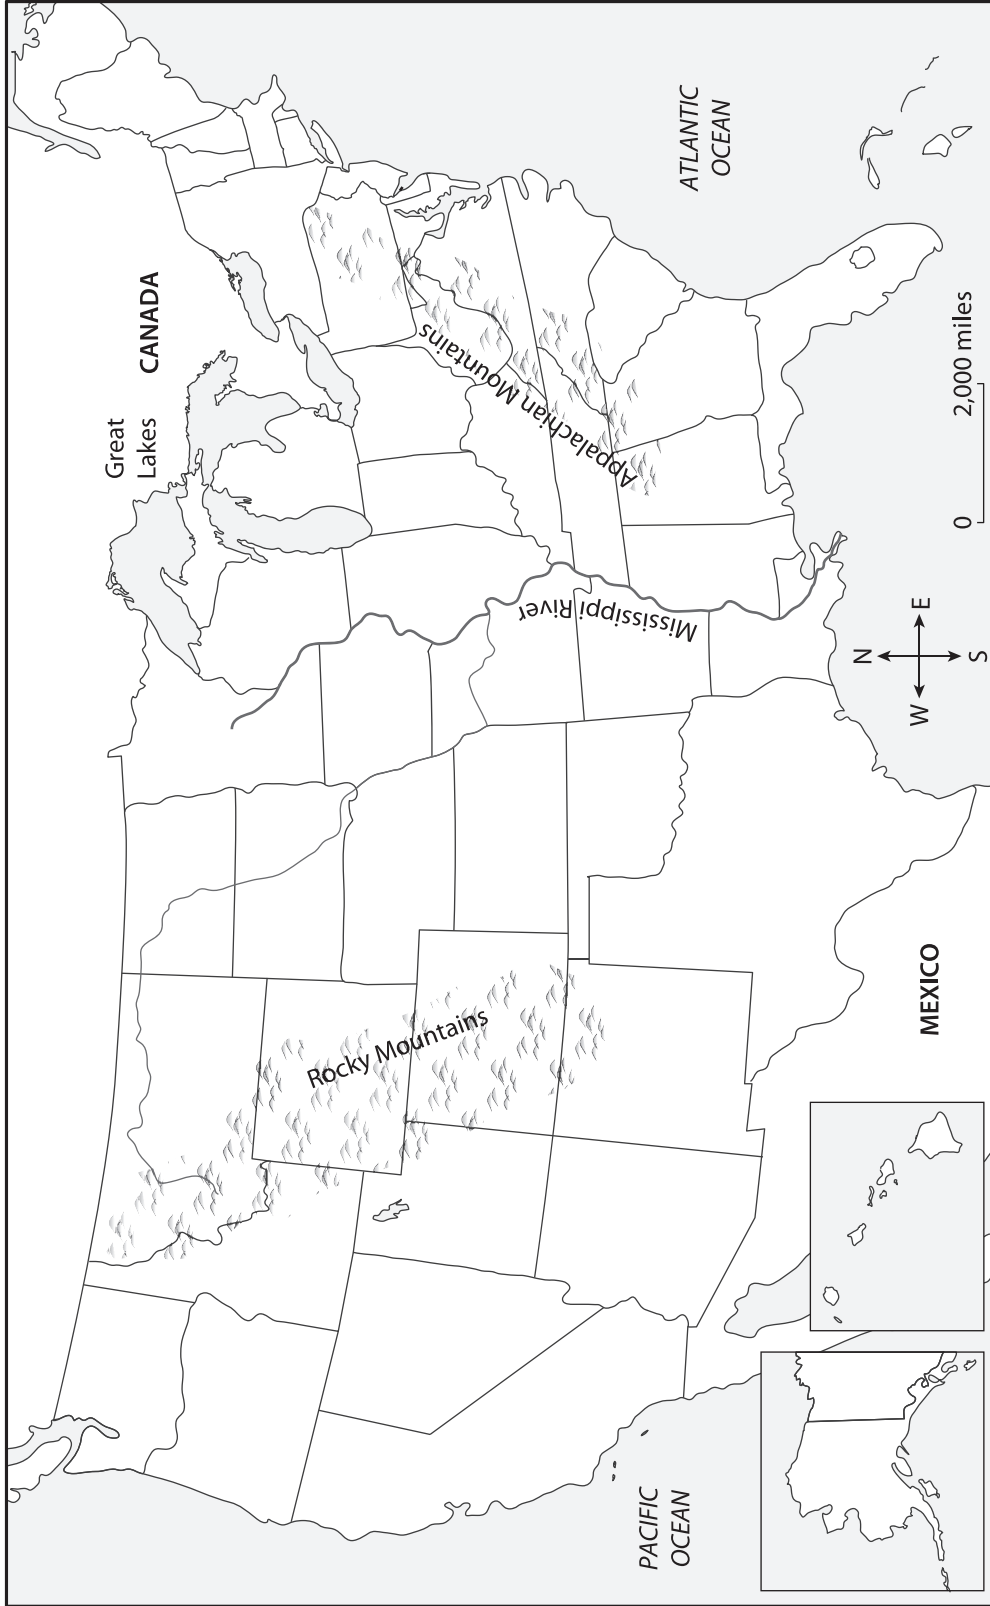 CANADA
Great
Lakes
ATLANTIC
OCEAN
Appalachian Mountains
Mississippi River
Rocky Mountains
PACIFIC
OCEAN
MEXICO
N
W
E
S
0
2,000 miles